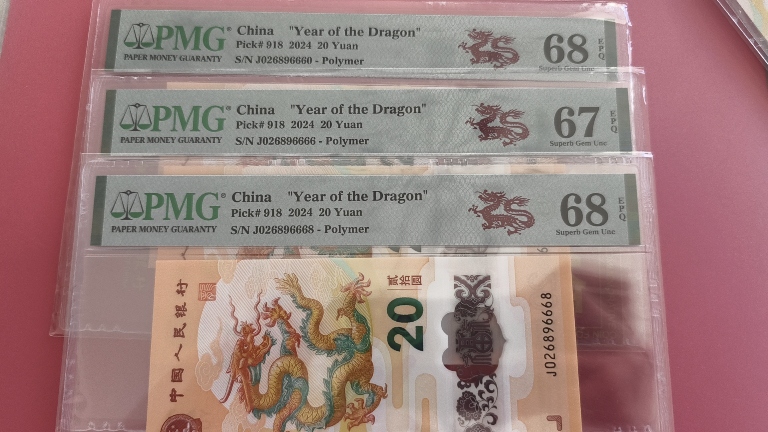 PMG®
PAPER MONEY GUARANTY
China "Year of the Dragon"
Pick# 918 2024 20 Yuan
S/N J026896660 - Polymer
68
EPQ
Superb Gem Unc
PMG®
PAPER MONEY GUARANTY
China "Year of the Dragon"
Pick# 918 2024 20 Yuan
S/N J026896666 - Polymer
67
EPQ
Superb Gem Unc
PMG®
PAPER MONEY GUARANTY
China "Year of the Dragon"
Pick# 918 2024 20 Yuan
S/N J026896668 - Polymer
68
EPQ
Superb Gem Unc
中国人民银行
贰拾圆
20
J026896668